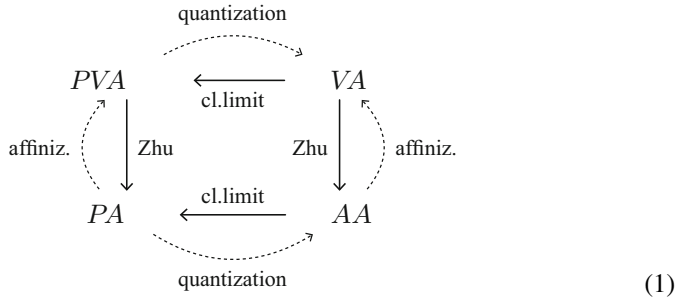 quantization
PVA VA
cl.limit
affiniz. Zhu Zhu affiniz.
cl.limit
PA AA
quantization
(1)